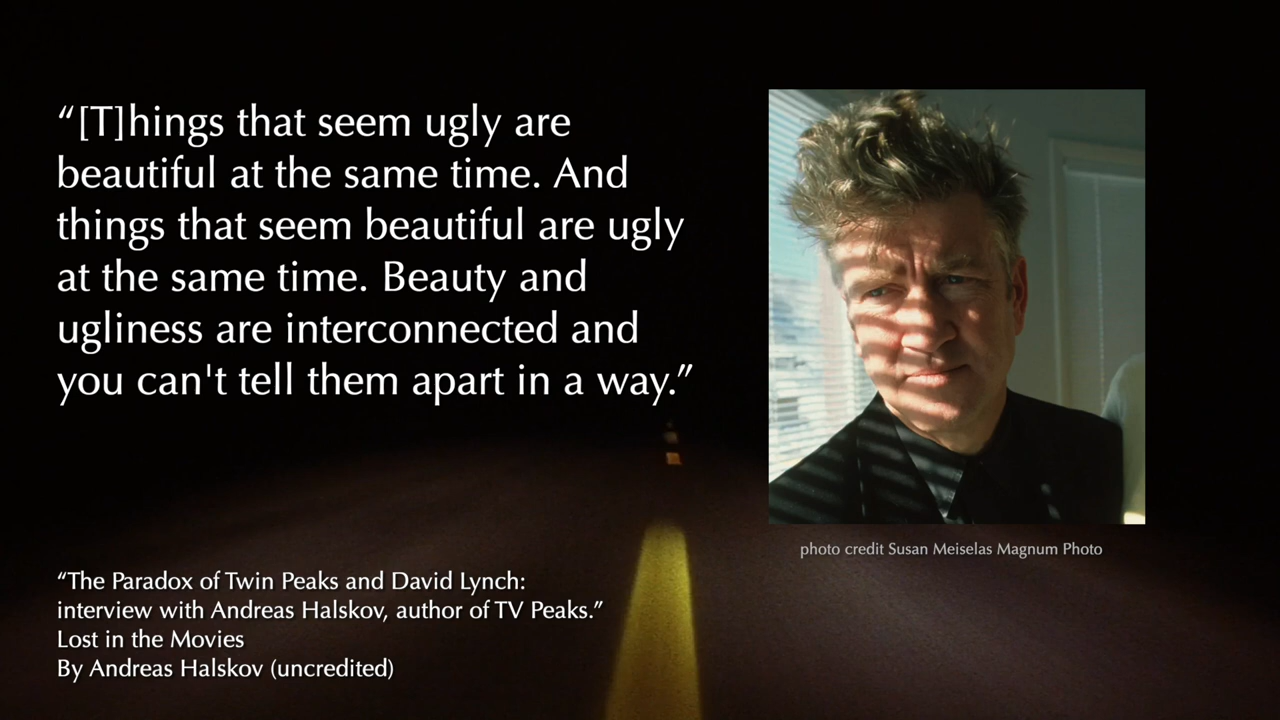 “[T]hings that seem ugly are
beautiful at the same time. And
things that seem beautiful are ugly
at the same time. Beauty and
ugliness are interconnected and
you can't tell them apart in a way.”
photo credit Susan Meiselas Magnum Photo
“The Paradox of Twin Peaks and David Lynch:
interview with Andreas Halskov, author of TV Peaks.”
Lost in the Movies
By Andreas Halskov (uncredited)